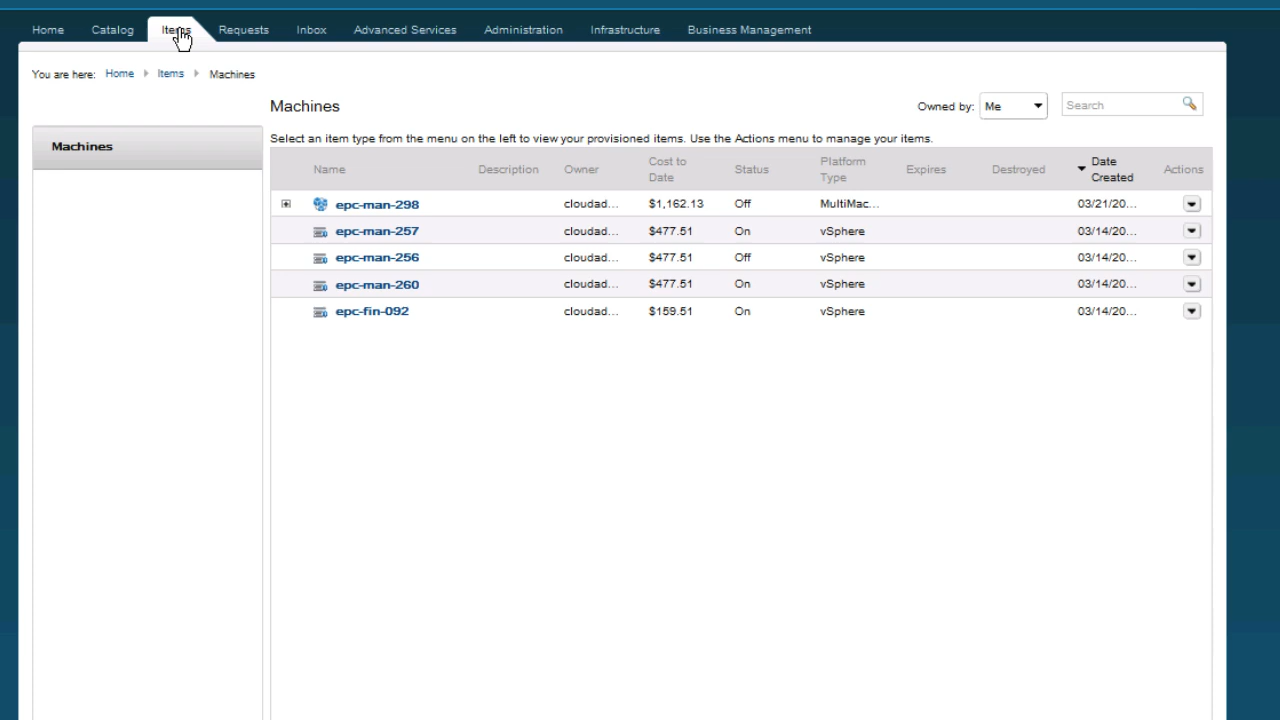 Home Catalog Items Requests Inbox Advanced Services Administration Infrastructure Business Management
You are here: Home Items Machines
Machines Owned by: Me Search
Machines
Select an item type from the menu on the left to view your provisioned items. Use the Actions menu to manage your items.
Name Description Owner Cost to Date Status Platform Type Expires Destroyed Date Created Actions
epc-man-298 cloudad... $1,162.13 Off MultiMac... 03/21/20...
epc-man-257 cloudad... $477.51 On vSphere 03/14/20...
epc-man-256 cloudad... $477.51 Off vSphere 03/14/20...
epc-man-260 cloudad... $477.51 On vSphere 03/14/20...
epc-fin-092 cloudad... $159.51 On vSphere 03/14/20...